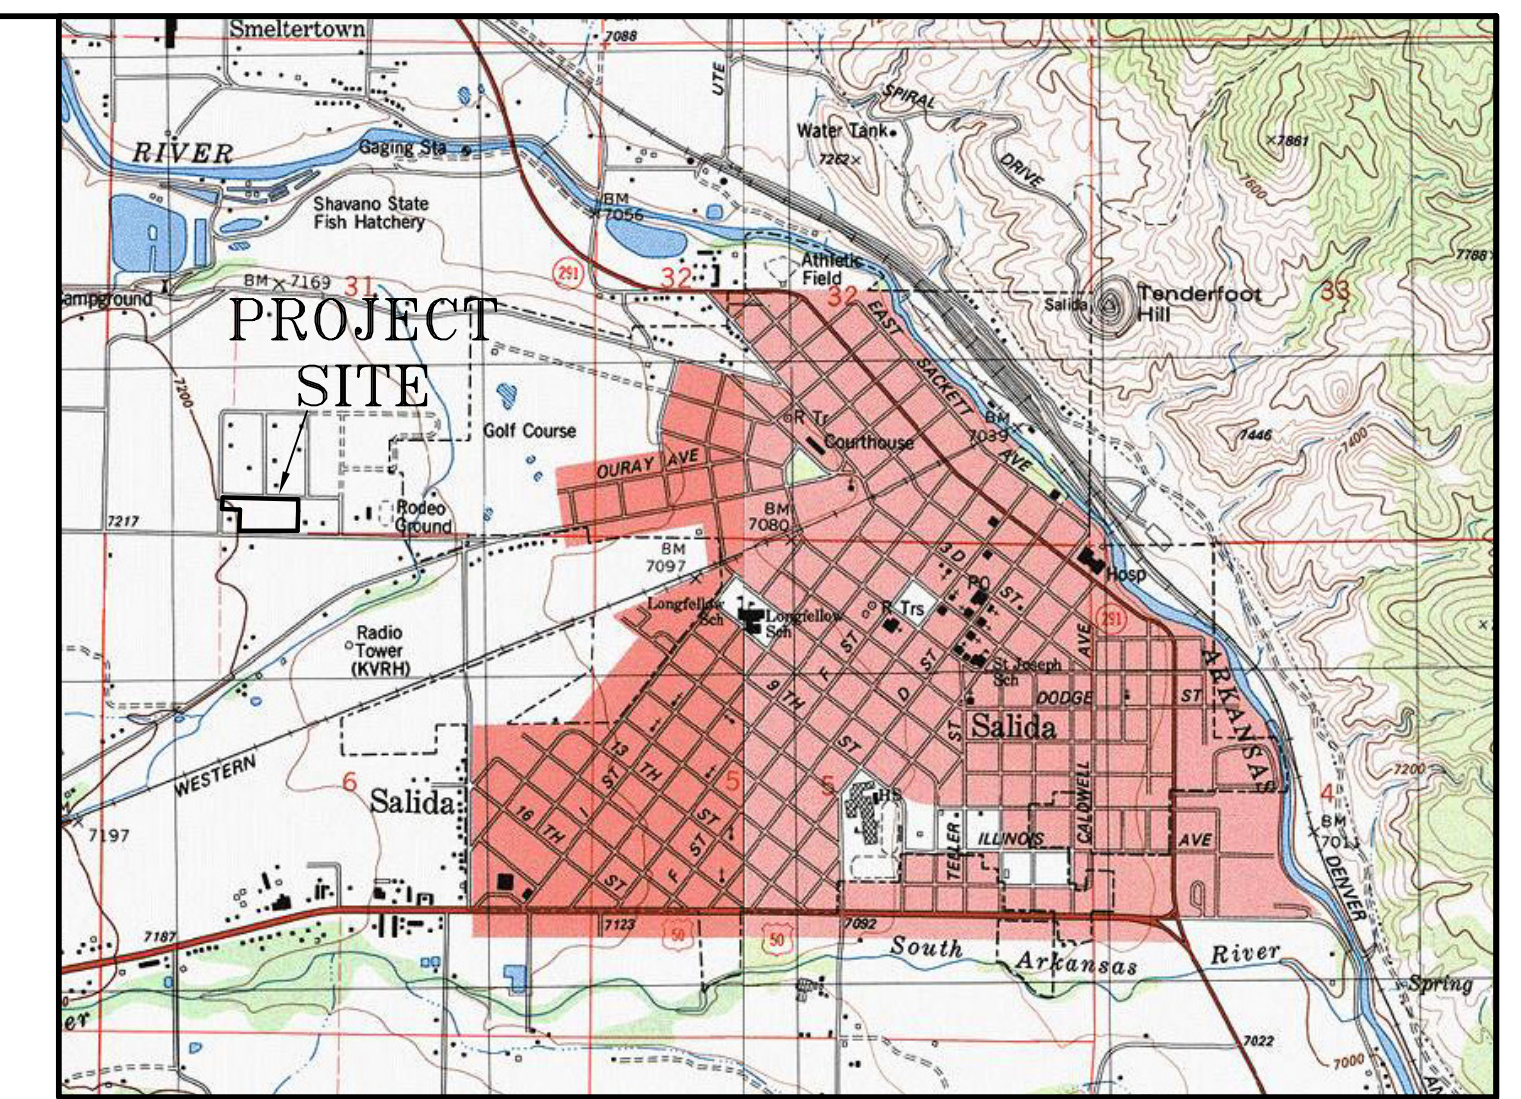 Smeltertown
7088
UTE
SPIRAL
DRIVE
Water Tank
7262
7861
7600
RIVER
Gaging Sta
Shavano State
Fish Hatchery
BM
7056
7788
Athletic
Field
BM 7169
31
291
32
32
33
Campground
Salida
Tenderfoot
Hill
PROJECT
SITE
EAST
SACKETT
AVE
7200
R Tr
Courthouse
BM
7039
7446
7400
Golf Course
OURAY AVE
Rodeo
Ground
7217
BM
7080
BM
7097
3 D
ST
PO
Hosp
Longfellow
Sch
Longfellow
Sch
R Trs
291
Radio
Tower
(KVRH)
F
ST
D
ST
AVE
St Joseph
Sch
DODGE
ST
ARKANSAS
9 TH
ST
ST
Salida
WESTERN
6
Salida
13
TH
ST
5
5
HS
CALDWELL
4
7200
7197
16
TH
I
ST
ST
F
ST
TELLER
ILLINOIS
AVE
BM
7011
DENVER
7187
7123
50
50
7092
South
Arkansas
River
Spring
er
7022
7000